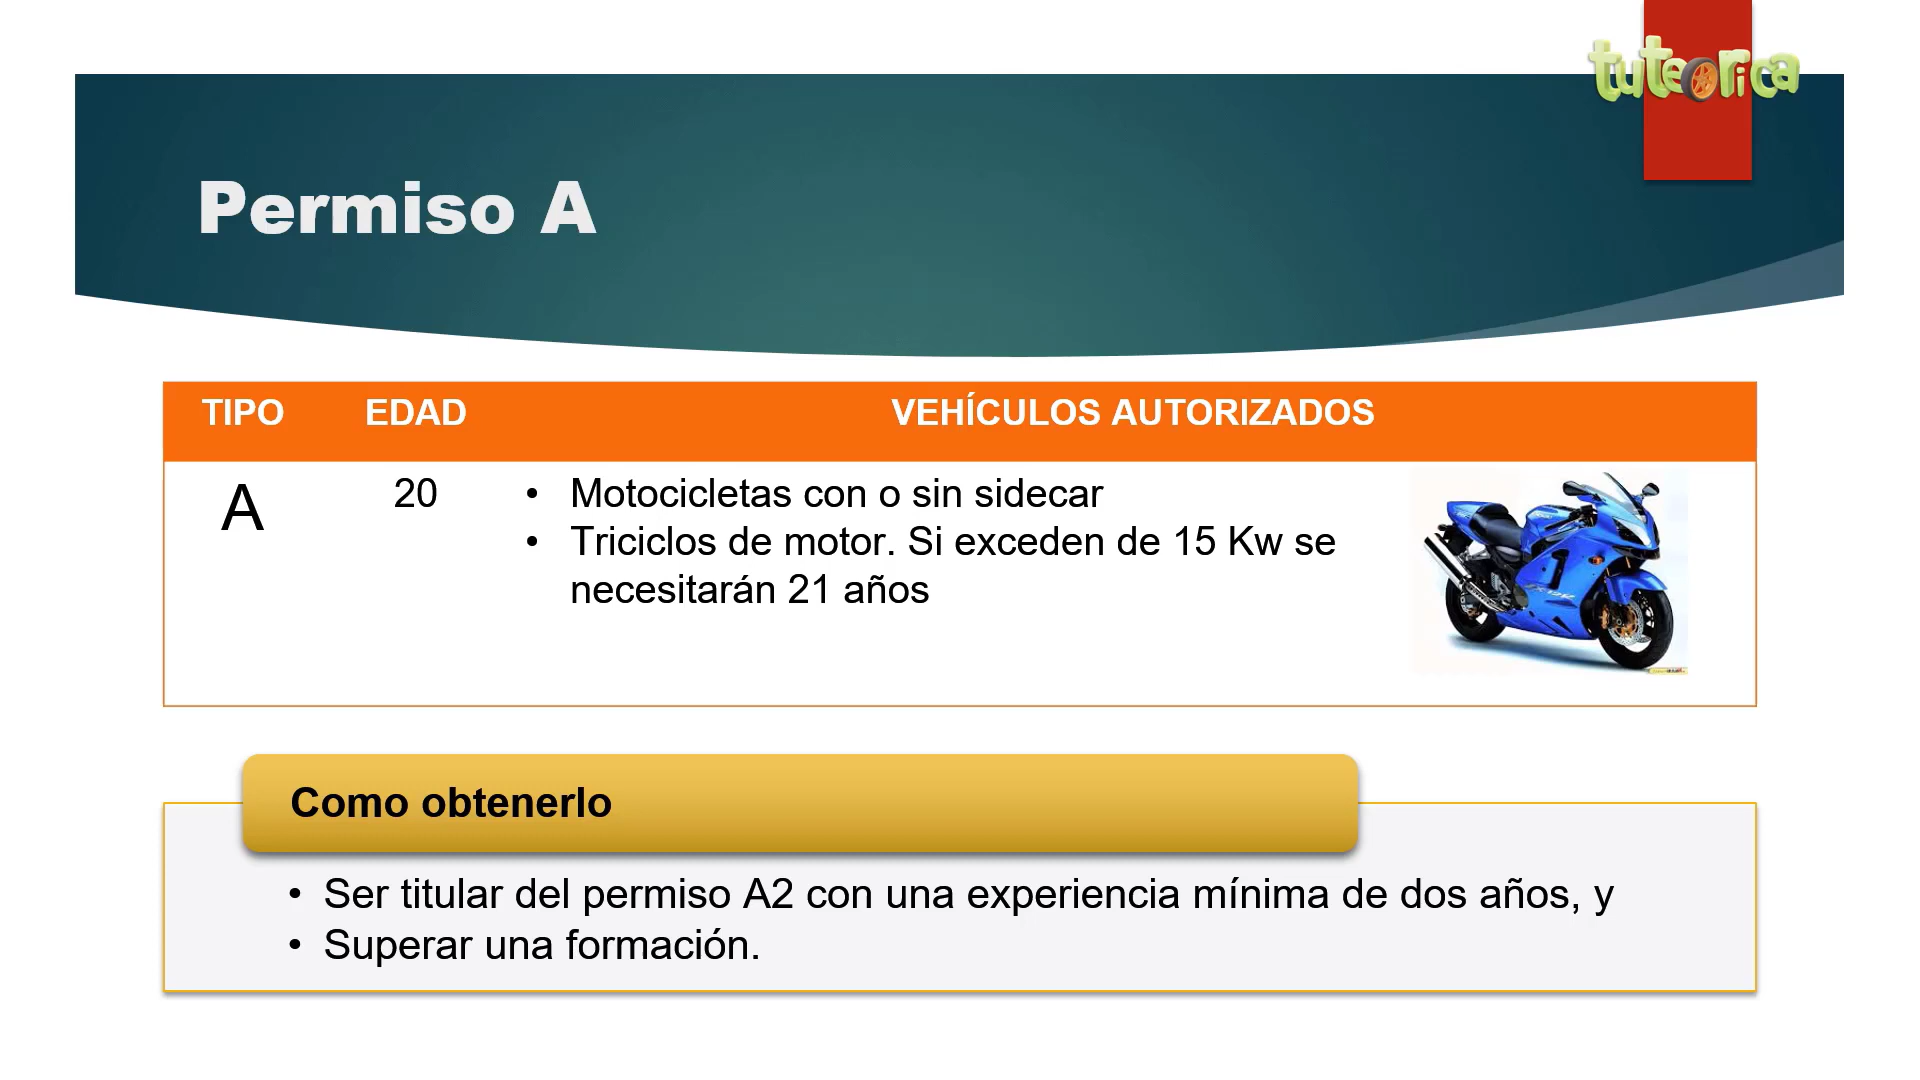 tuteorica
Permiso A
TIPO EDAD VEHÍCULOS AUTORIZADOS
A 20 • Motocicletas con o sin sidecar
• Triciclos de motor. Si exceden de 15 Kw se
necesitarán 21 años
Como obtenerlo
• Ser titular del permiso A2 con una experiencia mínima de dos años, y
• Superar una formación.